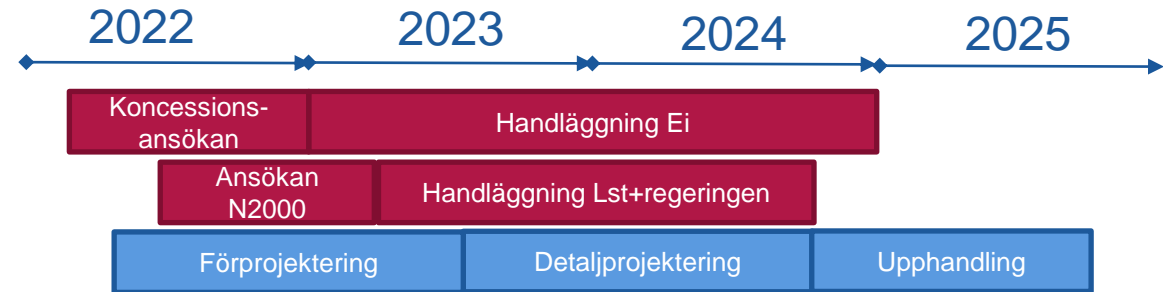 2022 2023 2024 2025
Koncessions-
ansökan
Handläggning Ei
Ansökan
N2000
Handläggning Lst+regeringen
Förprojektering
Detaljprojektering
Upphandling